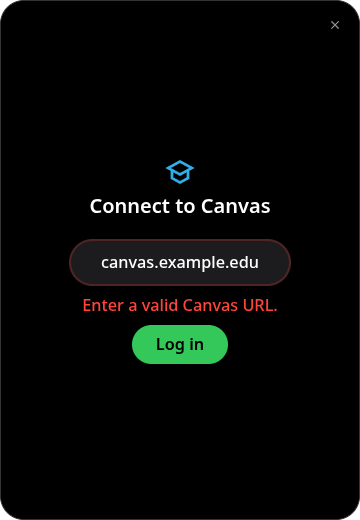 Connect to Canvas
canvas.example.edu
Enter a valid Canvas URL.
Log in